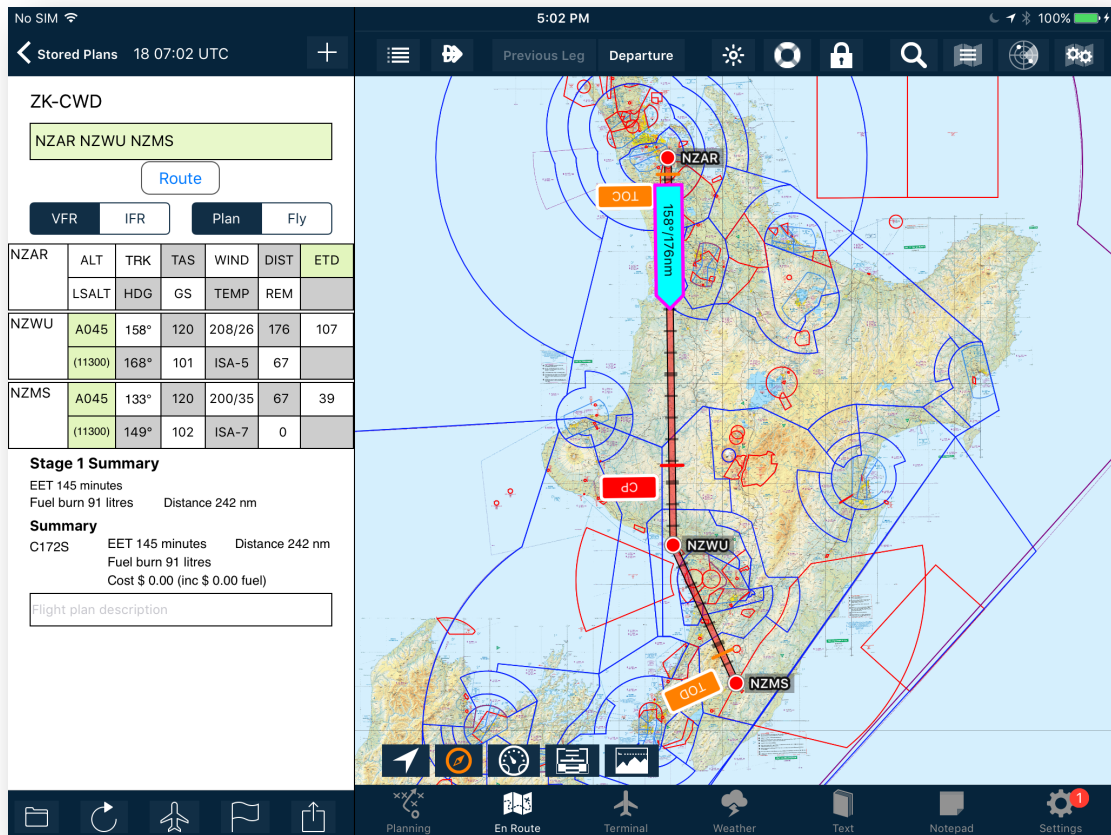 No SIM 5:02 PM 100%
Stored Plans 18 07:02 UTC +
Previous Leg Departure
ZK-CWD
NZAR NZWU NZMS
Route
VFR IFR Plan Fly
NZAR ALT TRK TAS WIND DIST ETD
LSALT HDG GS TEMP REM
NZWU A045 158° 120 208/26 176 107
(11300) 168° 101 ISA-5 67
NZMS A045 133° 120 200/35 67 39
(11300) 149° 102 ISA-7 0
Stage 1 Summary
EET 145 minutes
Fuel burn 91 litres Distance 242 nm
Summary
C172S EET 145 minutes Distance 242 nm
Fuel burn 91 litres
Cost $ 0.00 (inc $ 0.00 fuel)
Flight plan description
NZAR
TOC
158°/176nm
CP
NZWU
TOD
NZMS
Planning En Route Terminal Weather Text Notepad Settings
1